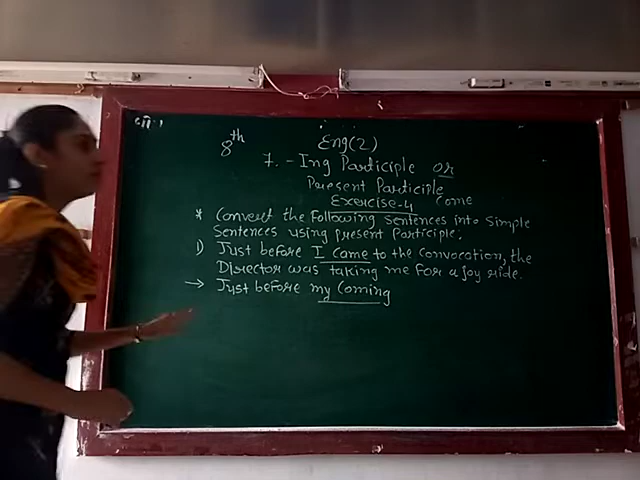 8th Eng(2)
7. -Ing Participle or
Present Participle
Exercise-4 Come
* Convert the Following Sentences into Simple
Sentences using present Participle:
1) Just before I came to the convocation, the
Director was taking me for a joy ride.
→ Just before my Coming